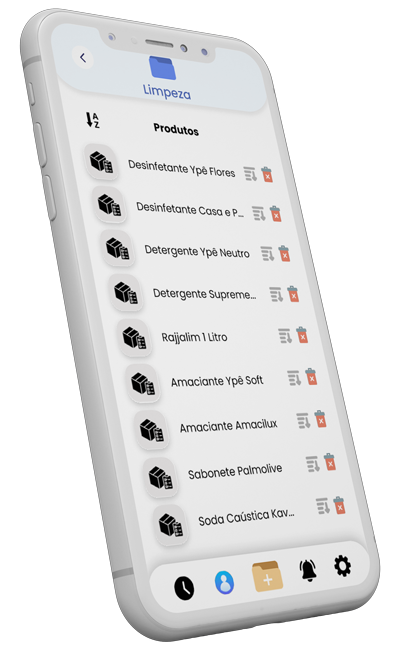 Limpeza
A
Z
Produtos
Desinfetante Ypê Flores
Desinfetante Casa e P...
Detergente Ypê Neutro
Detergente Supreme...
Rajjalim 1 Litro
Amaciante Ypê Soft
Amaciante Amacilux
Sabonete Palmolive
Soda Caústica Kav...